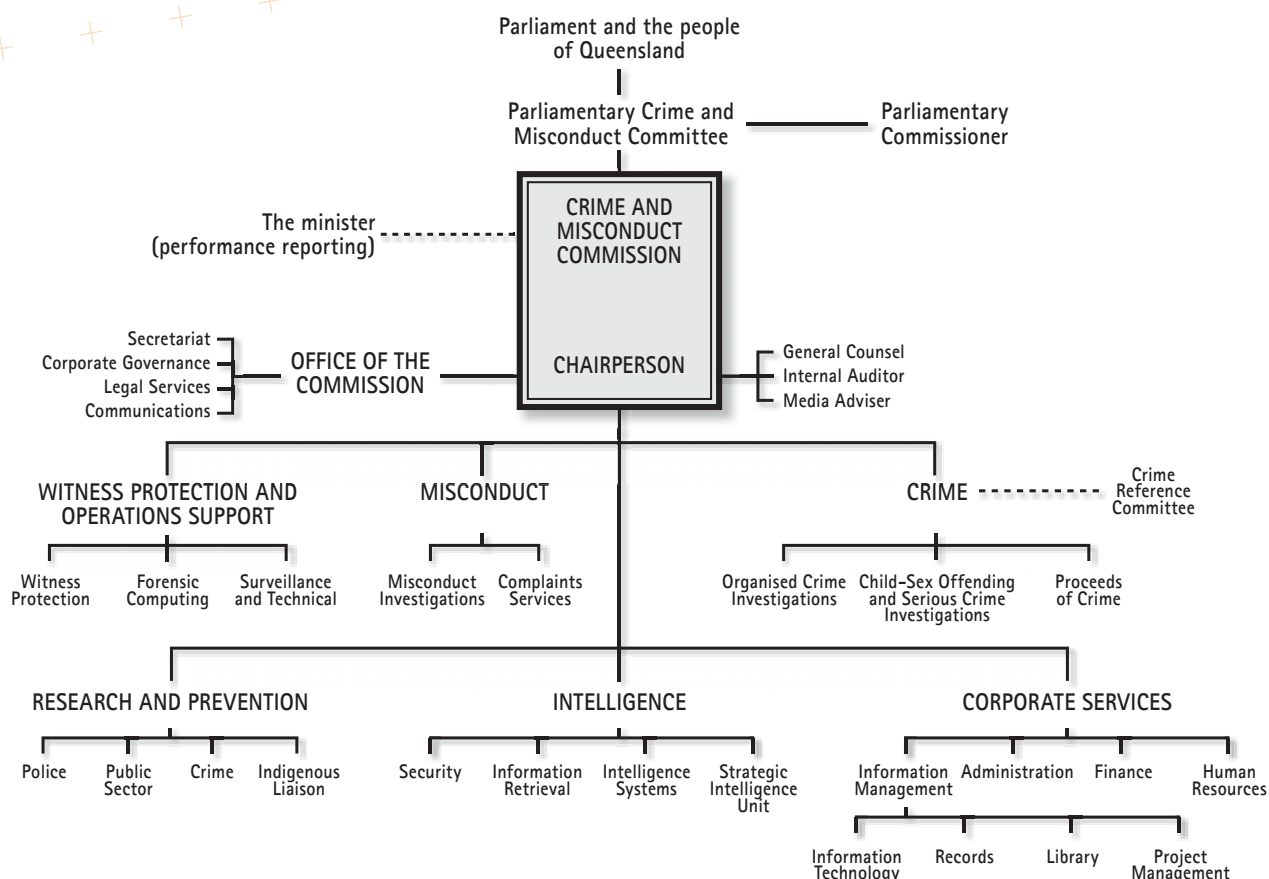 Parliament and the people
of Queensland
Parliamentary Crime and
Misconduct Committee
Parliamentary
Commissioner
The minister
(performance reporting)
CRIME AND
MISCONDUCT
COMMISSION
CHAIRPERSON
Secretariat
Corporate Governance
Legal Services
Communications
OFFICE OF THE
COMMISSION
General Counsel
Internal Auditor
Media Adviser
WITNESS PROTECTION AND
OPERATIONS SUPPORT
MISCONDUCT
CRIME
Crime
Reference
Committee
Witness
Protection
Forensic
Computing
Surveillance
and Technical
Misconduct
Investigations
Complaints
Services
Organised Crime
Investigations
Child-Sex Offending
and Serious Crime
Investigations
Proceeds
of Crime
RESEARCH AND PREVENTION
INTELLIGENCE
CORPORATE SERVICES
Police
Public
Sector
Crime
Indigenous
Liaison
Security
Information
Retrieval
Intelligence
Systems
Strategic
Intelligence
Unit
Information
Management
Administration
Finance
Human
Resources
Information
Technology
Records
Library
Project
Management